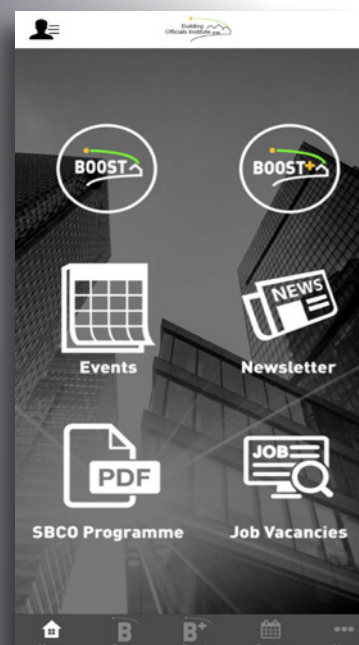 Building
Officials Institute
BOOST
BOOST+
Events
NEWS
Newsletter
PDF
SBCO Programme
JOB
Job Vacancies
B
B+